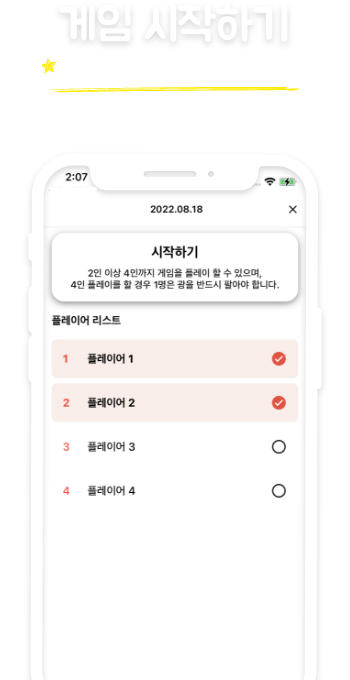 게임 시작하기
2:07
2022.08.18
시작하기
2인 이상 4인까지 게임을 플레이 할 수 있으며,
4인 플레이를 할 경우 1명은 광을 반드시 팔아야 합니다.
플레이어 리스트
1 플레이어 1
2 플레이어 2
3 플레이어 3
4 플레이어 4